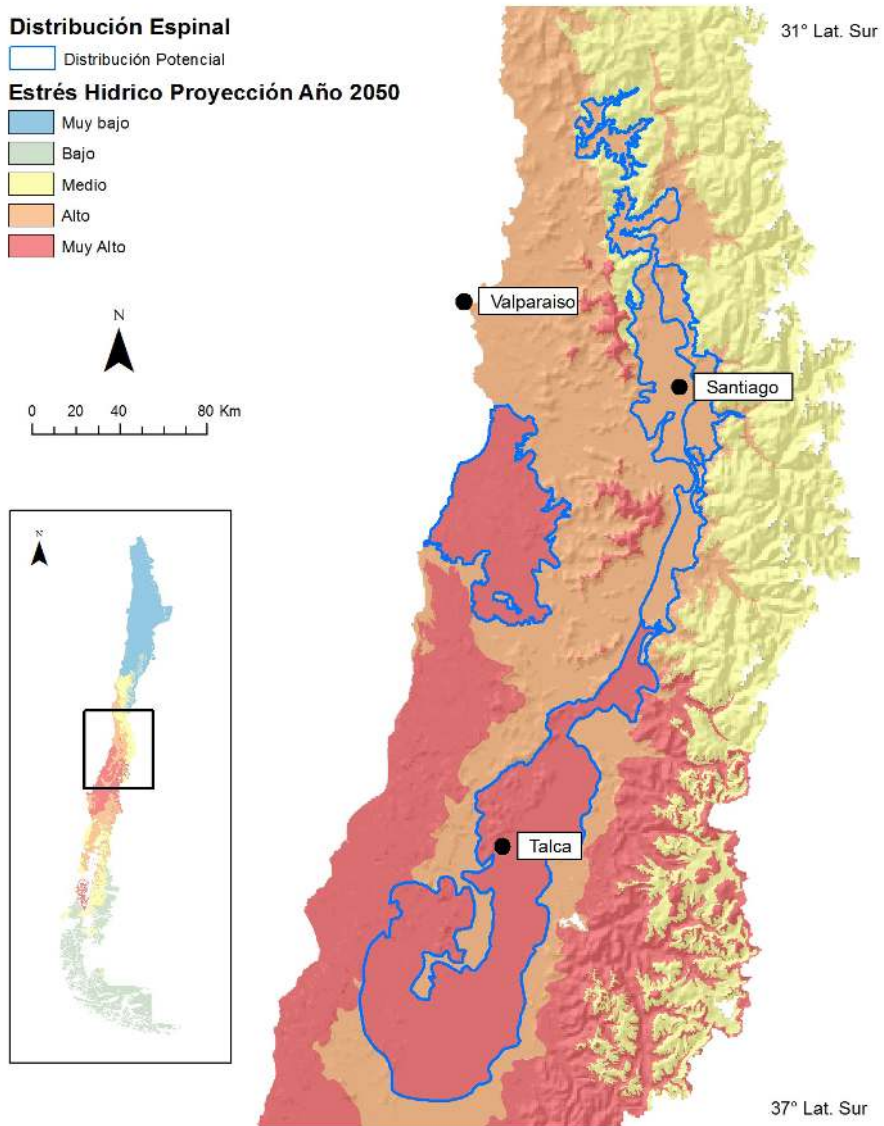 Distribución Espinal
Distribución Potencial
Estrés Hidrico Proyección Año 2050
Muy bajo
Bajo
Medio
Alto
Muy Alto
N
0 20 40 80 Km
N
31° Lat. Sur
Valparaiso
Santiago
Talca
37° Lat. Sur